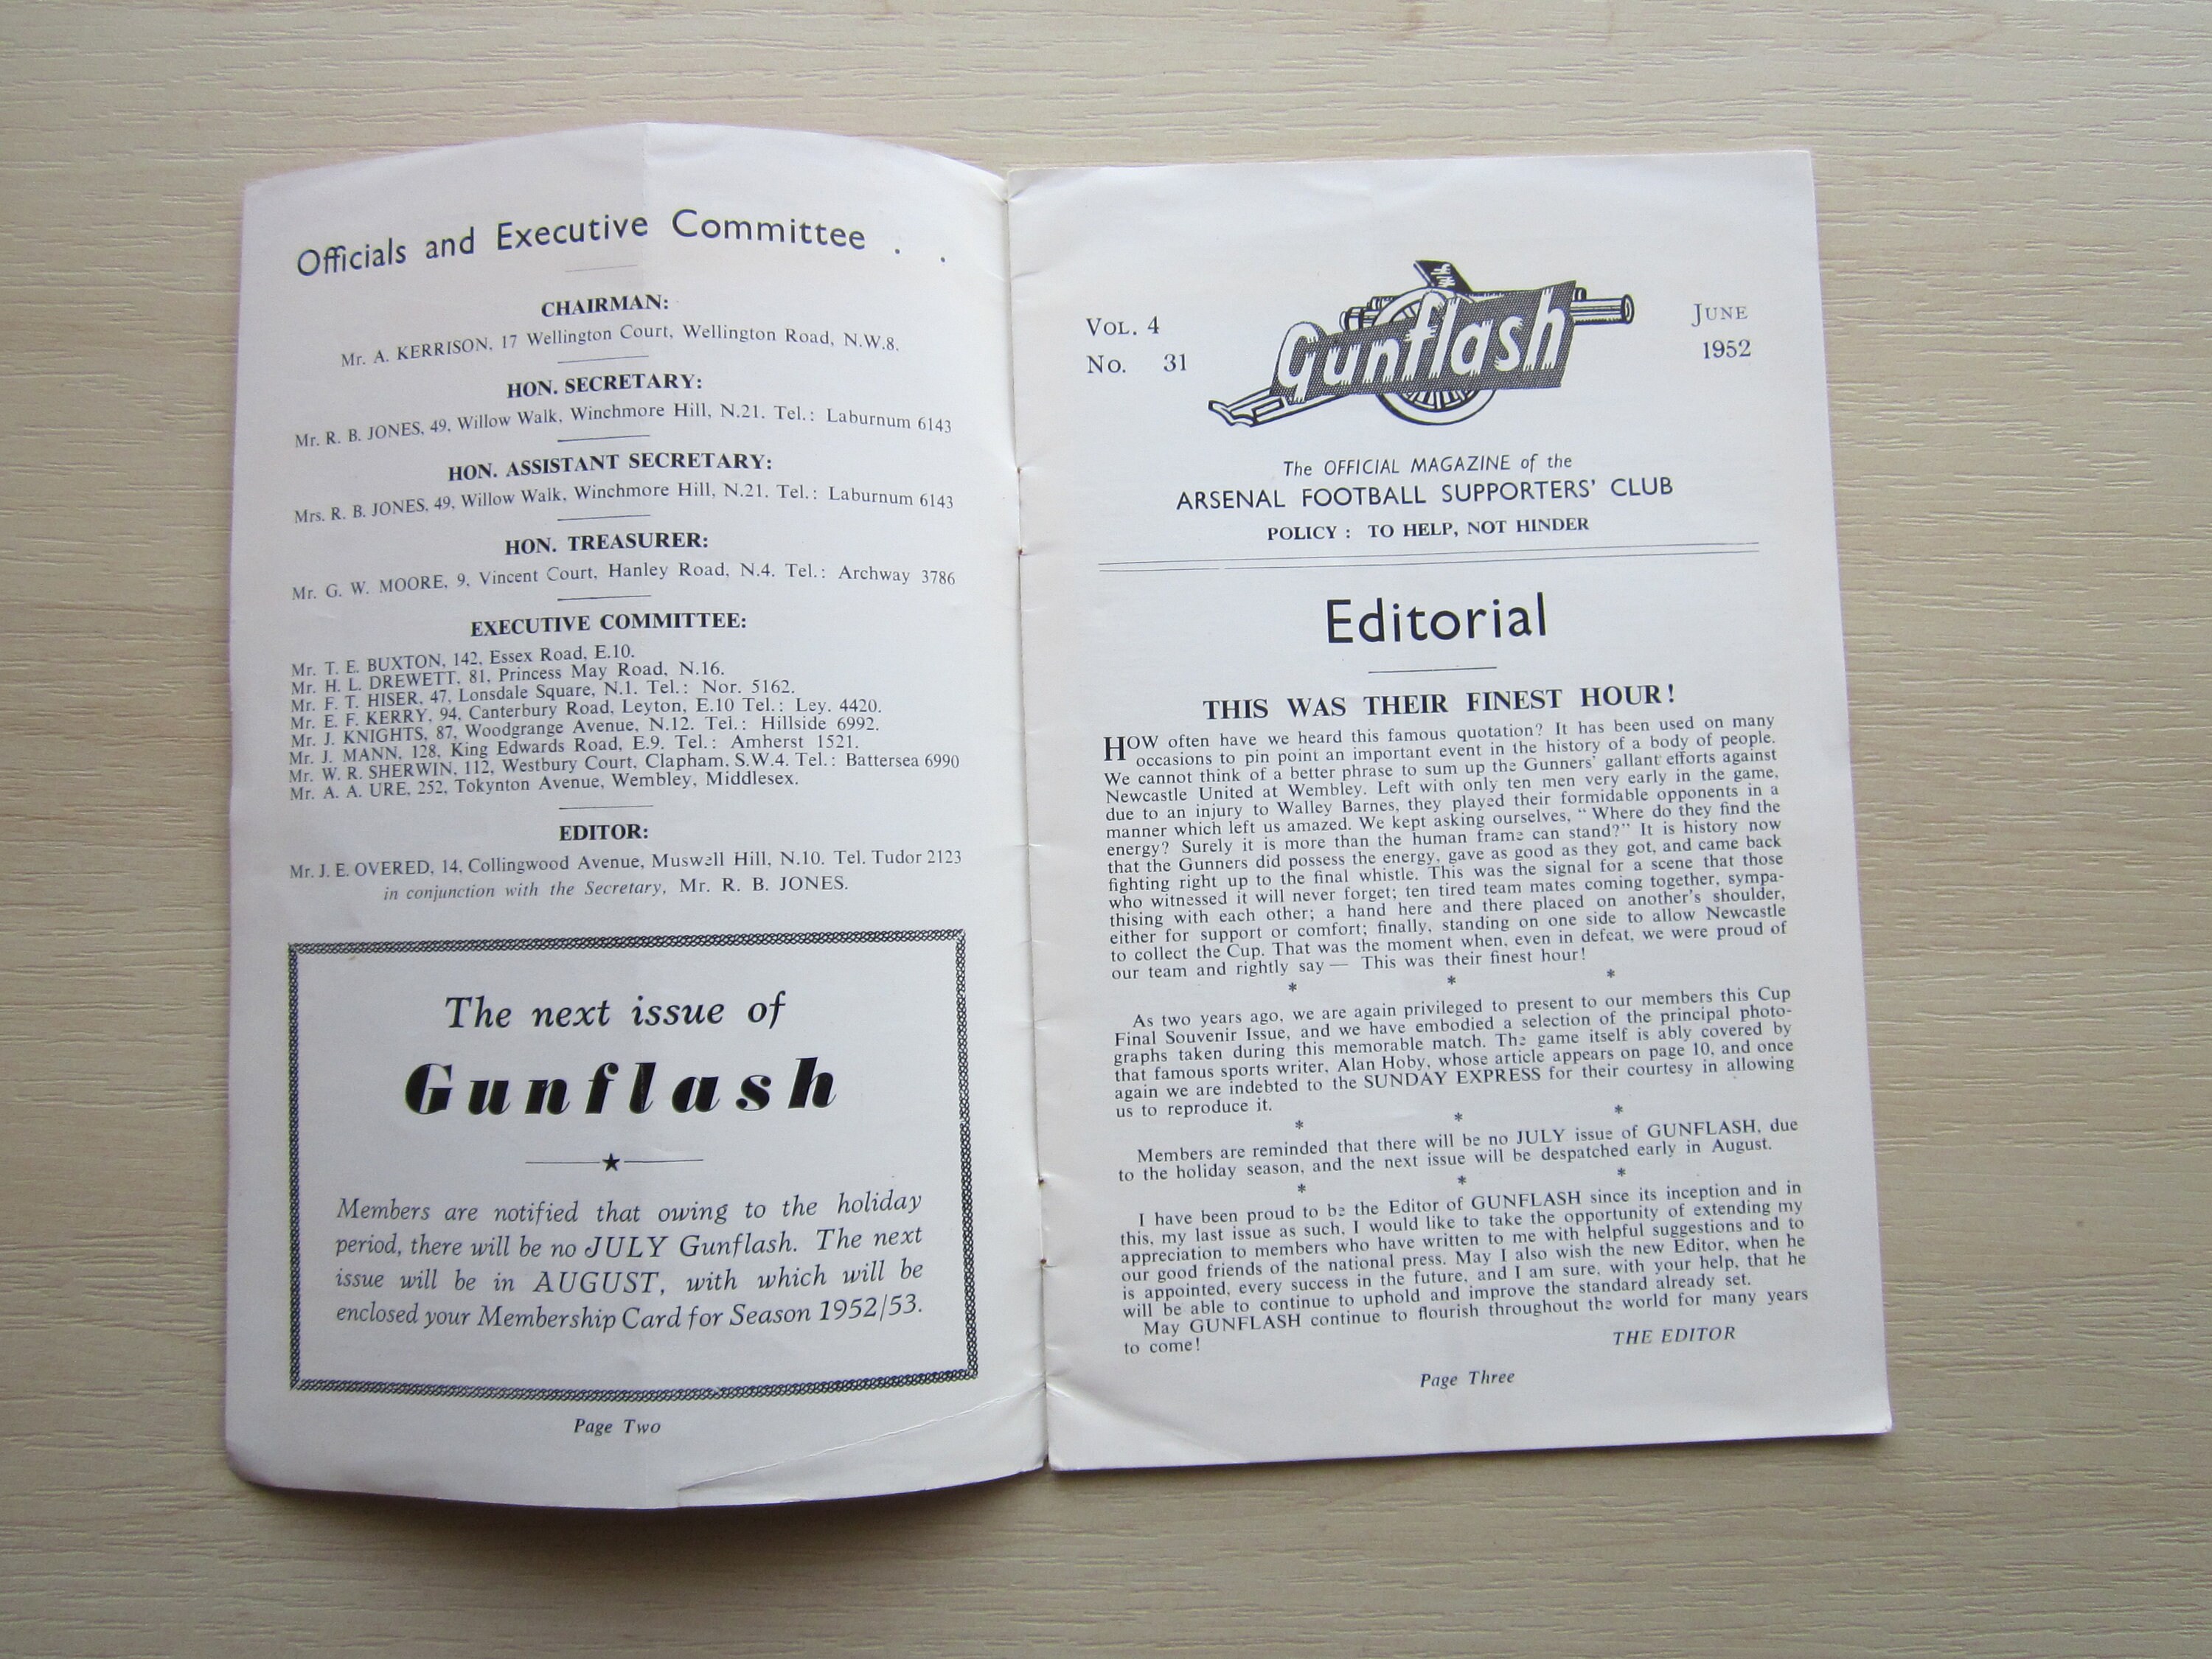 Officials and Executive Committee . .
CHAIRMAN:
Mr. A. KERRISON, 17 Wellington Court, Wellington Road, N.W.8.
HON. SECRETARY:
Mr. R. B. JONES, 49, Willow Walk, Winchmore Hill, N.21. Tel.: Laburnum 6143
HON. ASSISTANT SECRETARY:
Mrs. R. B. JONES, 49, Willow Walk, Winchmore Hill, N.21. Tel.: Laburnum 6143
HON. TREASURER:
Mr. G. W. MOORE, 9, Vincent Court, Hanley Road, N.4. Tel.: Archway 3786
EXECUTIVE COMMITTEE:
Mr. T. E. BUXTON, 142, Essex Road, E.10.
Mr. H. L. DREWETT, 81, Princess May Road, N.16.
Mr. F. T. HISER, 47, Lonsdale Square, N.1. Tel.: Nor. 5162.
Mr. E. F. KERRY, 94, Canterbury Road, Leyton, E.10 Tel.: Ley. 4420.
Mr. J. KNIGHTS, 87, Woodgrange Avenue, N.12. Tel.: Hillside 6992.
Mr. J. MANN, 128, King Edwards Road, E.9. Tel.: Amherst 1521.
Mr. W. R. SHERWIN, 112, Westbury Court, Clapham, S.W.4. Tel.: Battersea 6990
Mr. A. A. URE, 252, Tokynton Avenue, Wembley, Middlesex.
EDITOR:
Mr. J. E. OVERED, 14, Collingwood Avenue, Muswell Hill, N.10. Tel. Tudor 2123
in conjunction with the Secretary, Mr. R. B. JONES.
The next issue of
Gunflash
★
Members are notified that owing to the holiday
period, there will be no JULY Gunflash. The next
issue will be in AUGUST, with which will be
enclosed your Membership Card for Season 1952/53.
Page Two
VOL. 4
No. 31
Gunflash
JUNE
1952
The OFFICIAL MAGAZINE of the
ARSENAL FOOTBALL SUPPORTERS' CLUB
POLICY : TO HELP, NOT HINDER
Editorial
THIS WAS THEIR FINEST HOUR!
HOW often have we heard this famous quotation? It has been used on many
occasions to pin point an important event in the history of a body of people.
We cannot think of a better phrase to sum up the Gunners' gallant efforts against
Newcastle United at Wembley. Left with only ten men very early in the game,
due to an injury to Walley Barnes, they played their formidable opponents in a
manner which left us amazed. We kept asking ourselves, "Where do they find the
energy? Surely it is more than the human frame can stand?" It is history now
that the Gunners did possess the energy, gave as good as they got, and came back
fighting right up to the final whistle. This was the signal for a scene that those
who witnessed it will never forget; ten tired team mates coming together, sympa-
thising with each other; a hand here and there placed on another's shoulder,
either for support or comfort; finally, standing on one side to allow Newcastle
to collect the Cup. That was the moment when, even in defeat, we were proud of
our team and rightly say — This was their finest hour!
* * *
As two years ago, we are again privileged to present to our members this Cup
Final Souvenir Issue, and we have embodied a selection of the principal photo-
graphs taken during this memorable match. The game itself is ably covered by
that famous sports writer, Alan Hoby, whose article appears on page 10, and once
again we are indebted to the SUNDAY EXPRESS for their courtesy in allowing
us to reproduce it.
* * *
Members are reminded that there will be no JULY issue of GUNFLASH, due
to the holiday season, and the next issue will be despatched early in August.
* * *
I have been proud to be the Editor of GUNFLASH since its inception and in
this, my last issue as such, I would like to take the opportunity of extending my
appreciation to members who have written to me with helpful suggestions and to
our good friends of the national press. May I also wish the new Editor, when he
is appointed, every success in the future, and I am sure, with your help, that he
will be able to continue to uphold and improve the standard already set.
May GUNFLASH continue to flourish throughout the world for many years
to come!
THE EDITOR
Page Three